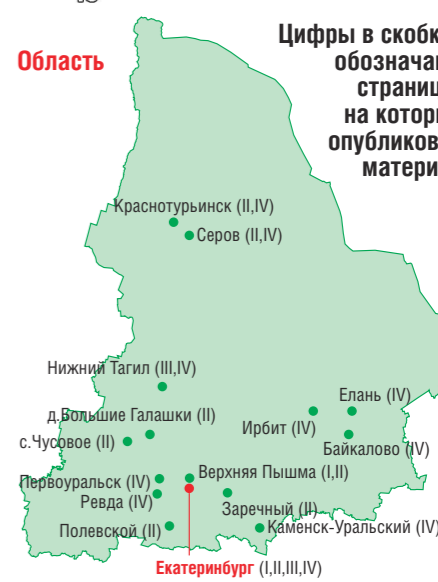 Область
Цифры в скобк
обозначаю
страниц
на котор
опубликов
матери
Краснотурьинск (II,IV)
Серов (II,IV)
Нижний Тагил (III,IV)
Елань (IV)
д.Большие Галашки (II)
Ирбит (IV)
с.Чусовое (II)
Байкалово (IV)
Первоуральск (IV)
Верхняя Пышма (I,II)
Ревда (IV)
Заречный (II)
Полевской (II)
Каменск-Уральский (IV)
Екатеринбург (I,II,III,IV)